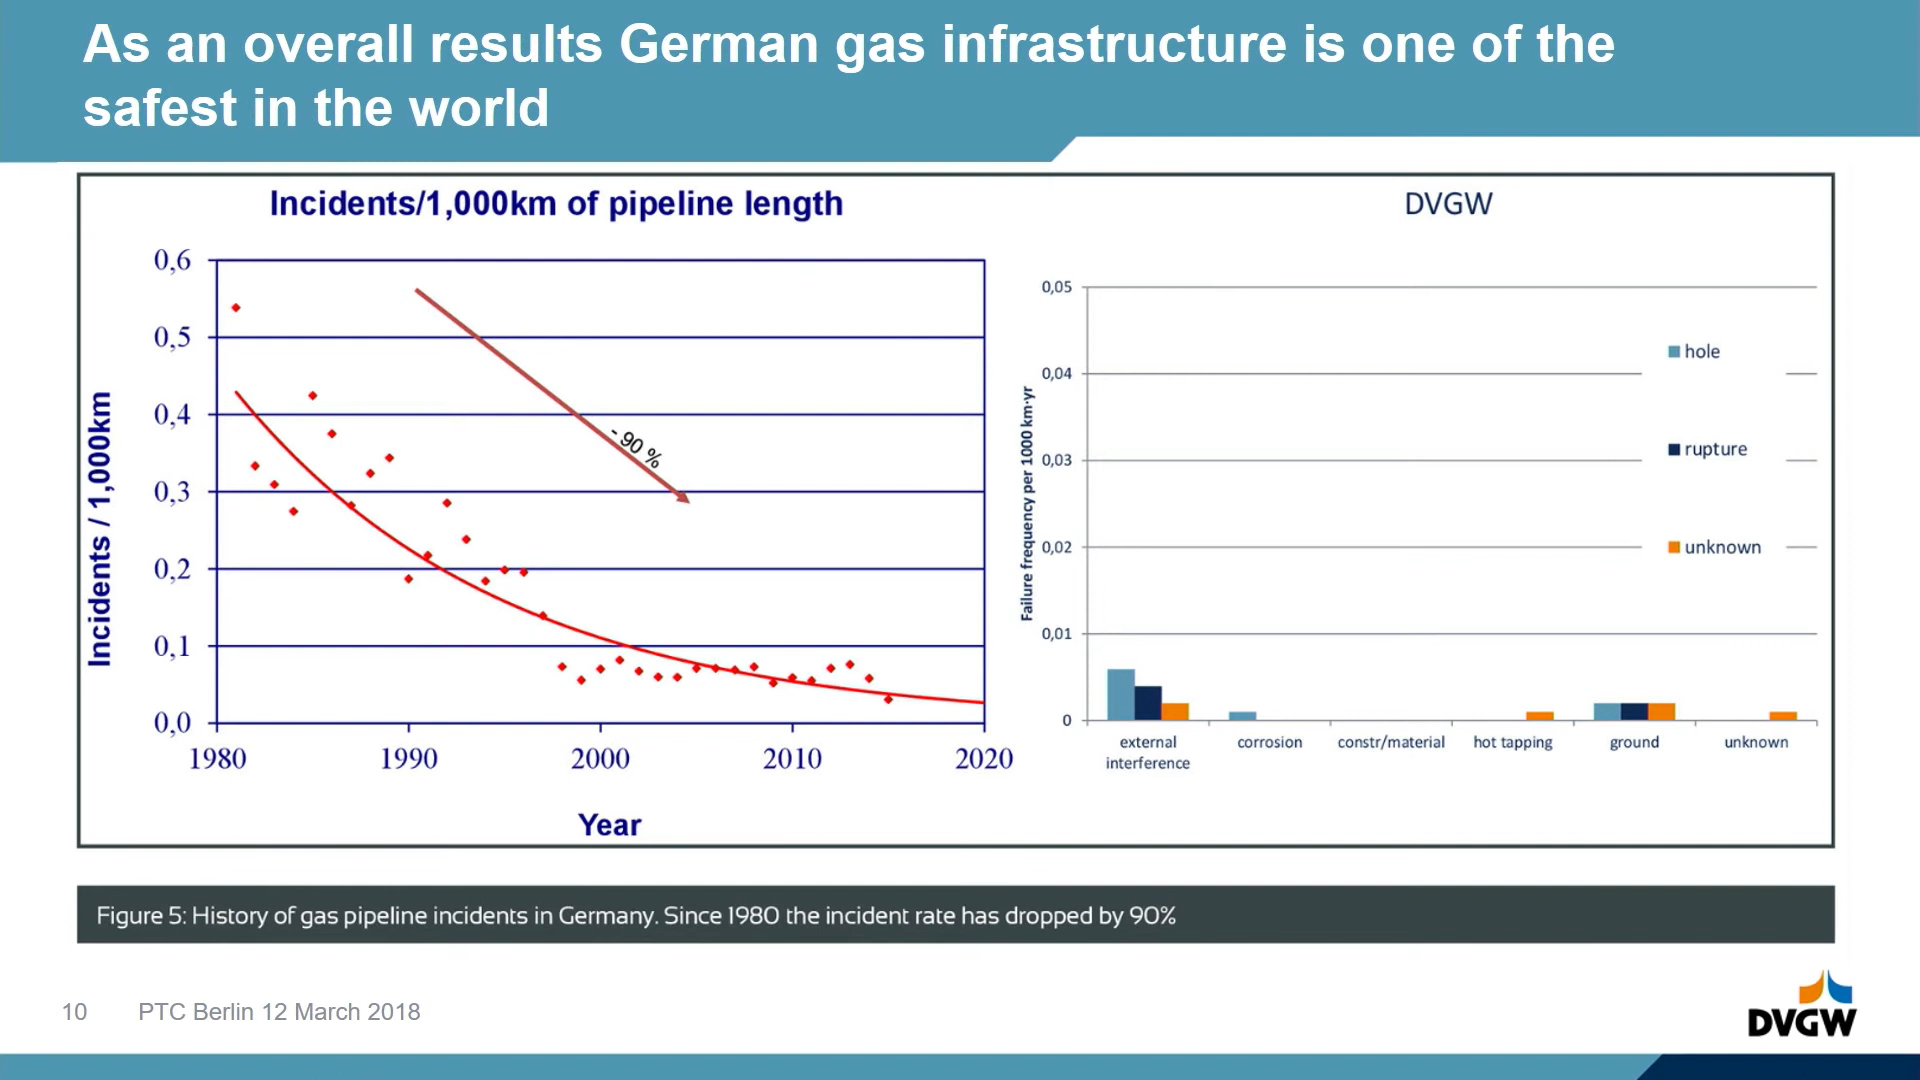 As an overall results German gas infrastructure is one of the
safest in the world
Incidents/1,000km of pipeline length
Incidents / 1,000km
0,6
0,5
0,4
0,3
0,2
0,1
0,0
- 90 %
1980 1990 2000 2010 2020
Year
DVGW
Failure frequency per 1000 km·yr
0,05
0,04
0,03
0,02
0,01
0
hole
rupture
unknown
external
interference
corrosion
constr/material
hot tapping
ground
unknown
Figure 5: History of gas pipeline incidents in Germany. Since 1980 the incident rate has dropped by 90%
10 PTC Berlin 12 March 2018
DVGW